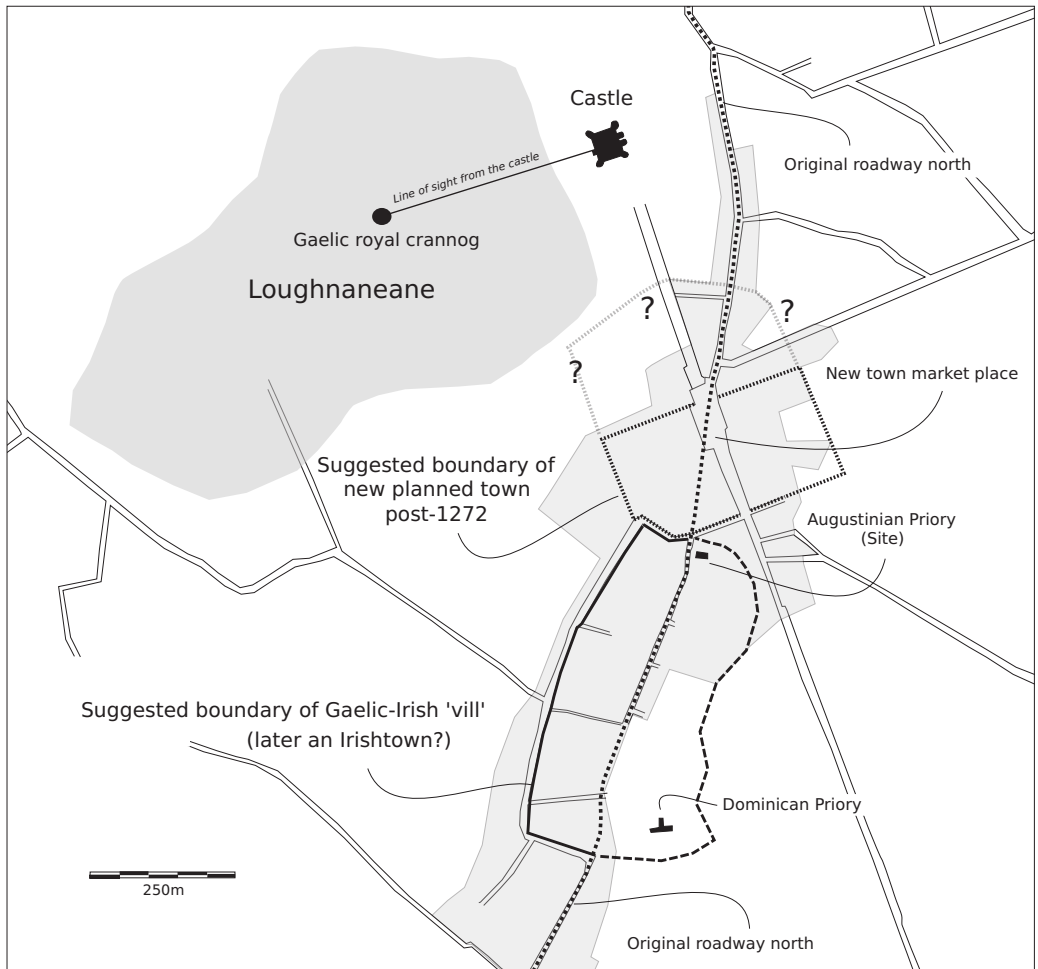 Castle
Original roadway north
Line of sight from the castle
Gaelic royal crannog
Loughnaneane
?
?
?
New town market place
Suggested boundary of
new planned town
post-1272
Augustinian Priory
(Site)
Suggested boundary of Gaelic-Irish 'vill'
(later an Irishtown?)
Dominican Priory
250m
Original roadway north